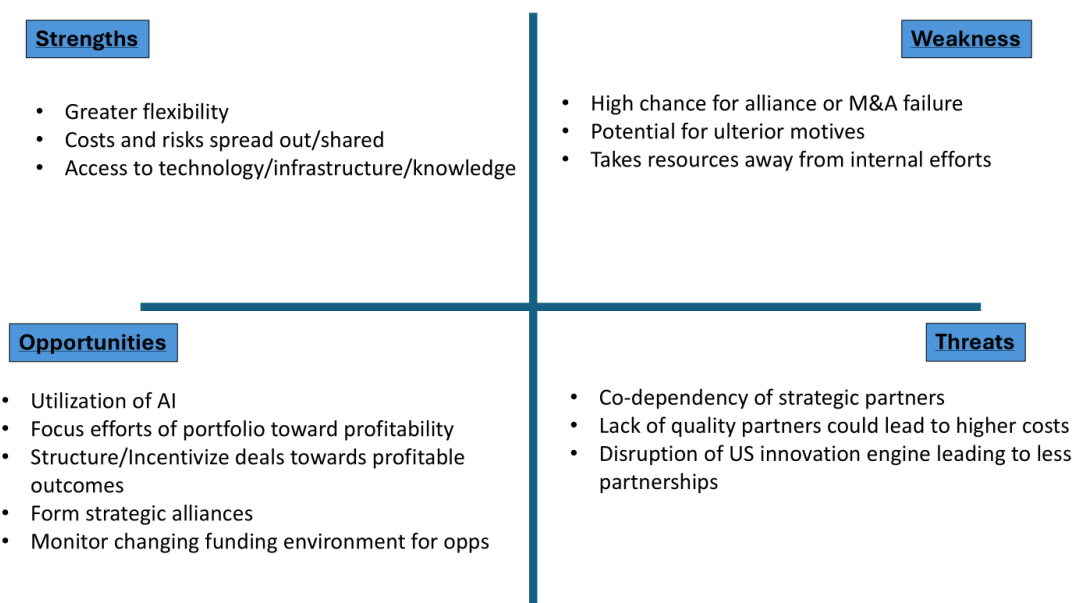 Strengths
• Greater flexibility
• Costs and risks spread out/shared
• Access to technology/infrastructure/knowledge
Weakness
• High chance for alliance or M&A failure
• Potential for ulterior motives
• Takes resources away from internal efforts
Opportunities
• Utilization of AI
• Focus efforts of portfolio toward profitability
• Structure/Incentivize deals towards profitable
outcomes
• Form strategic alliances
• Monitor changing funding environment for opps
Threats
• Co-dependency of strategic partners
• Lack of quality partners could lead to higher costs
• Disruption of US innovation engine leading to less
partnerships